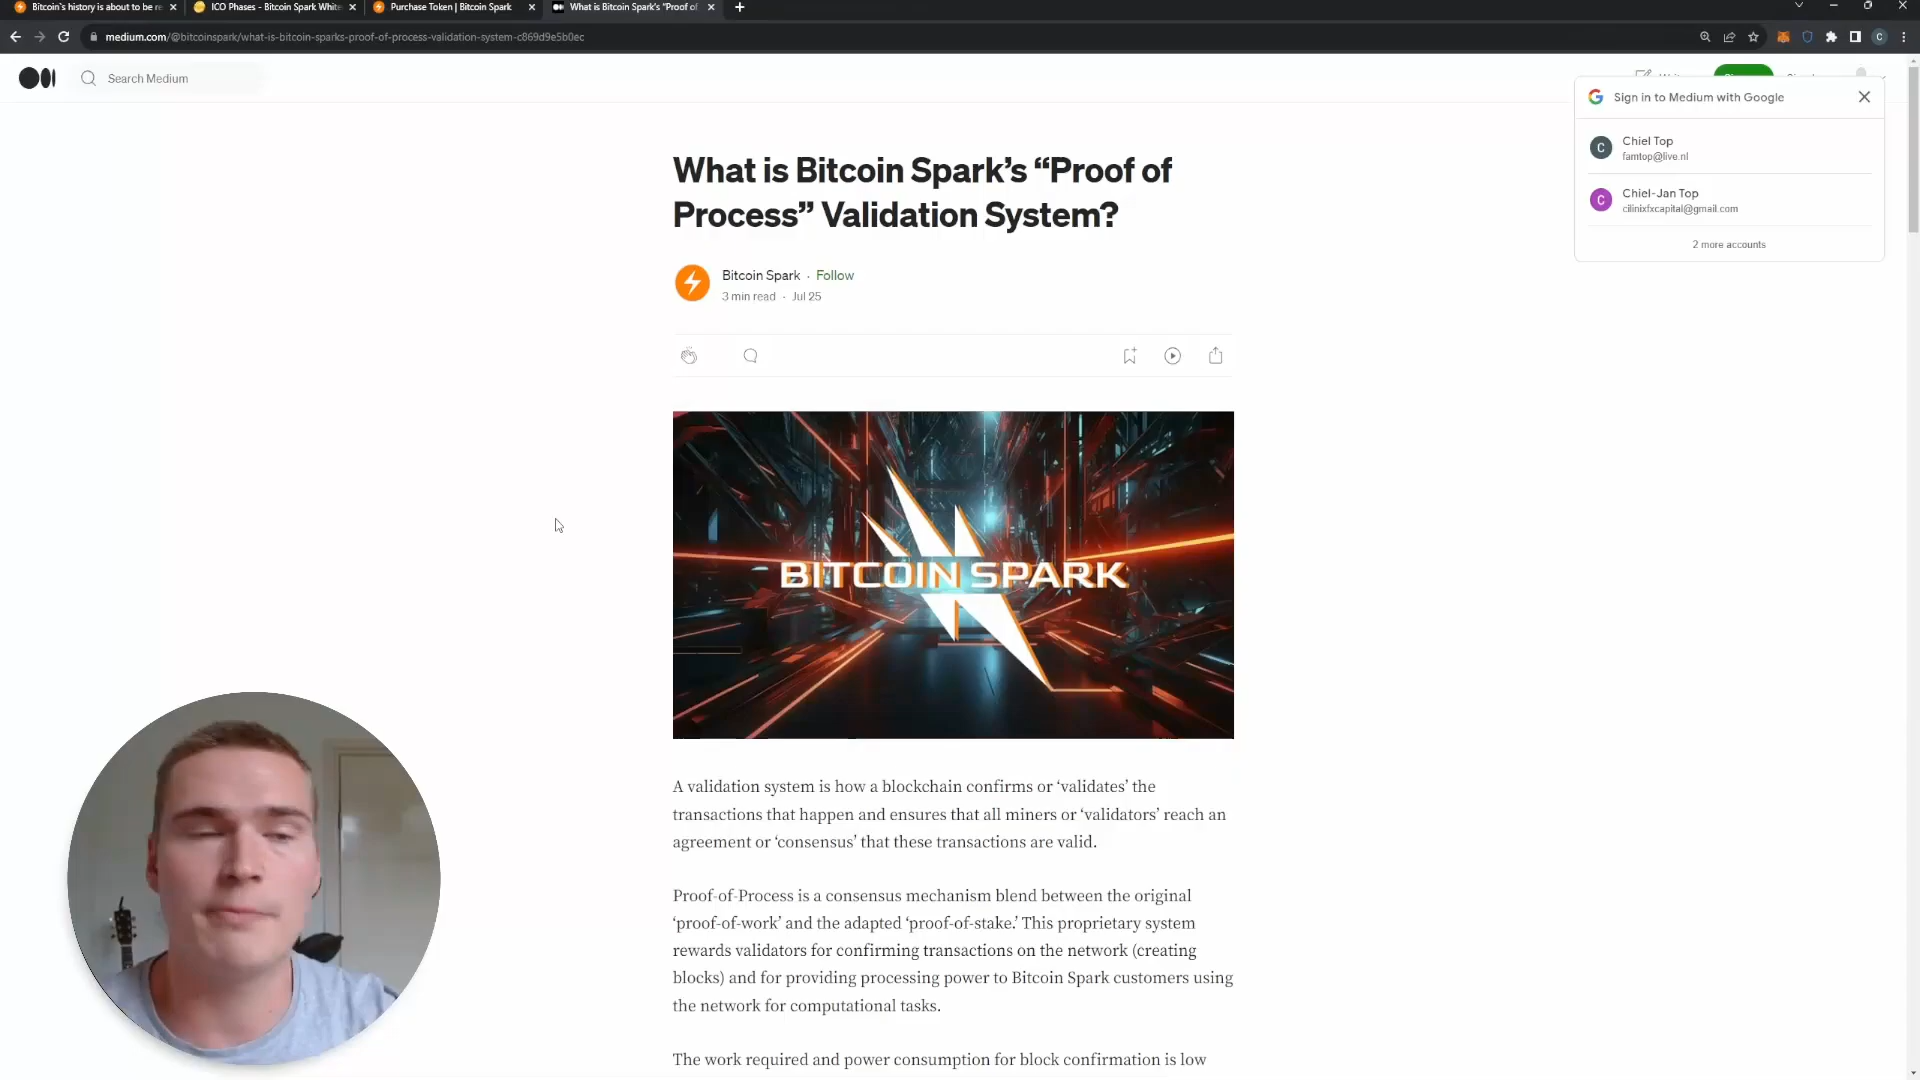 Bitcoin's history is about to be re
ICO Phases - Bitcoin Spark White
Purchase Token | Bitcoin Spark
What is Bitcoin Spark's "Proof of
medium.com/@bitcoinspark/what-is-bitcoin-sparks-proof-of-process-validation-system-c869d9e5b0ec
C
Search Medium
Sign in to Medium with Google
C
Chiel Top
famtop@live.nl
C
Chiel-Jan Top
cilinixfxcapital@gmail.com
2 more accounts
What is Bitcoin Spark’s “Proof of
Process” Validation System?
Bitcoin Spark · Follow
3 min read · Jul 25
BITCOIN SPARK
A validation system is how a blockchain confirms or ‘validates’ the
transactions that happen and ensures that all miners or ‘validators’ reach an
agreement or ‘consensus’ that these transactions are valid.
Proof-of-Process is a consensus mechanism blend between the original
‘proof-of-work’ and the adapted ‘proof-of-stake.’ This proprietary system
rewards validators for confirming transactions on the network (creating
blocks) and for providing processing power to Bitcoin Spark customers using
the network for computational tasks.
The work required and power consumption for block confirmation is low